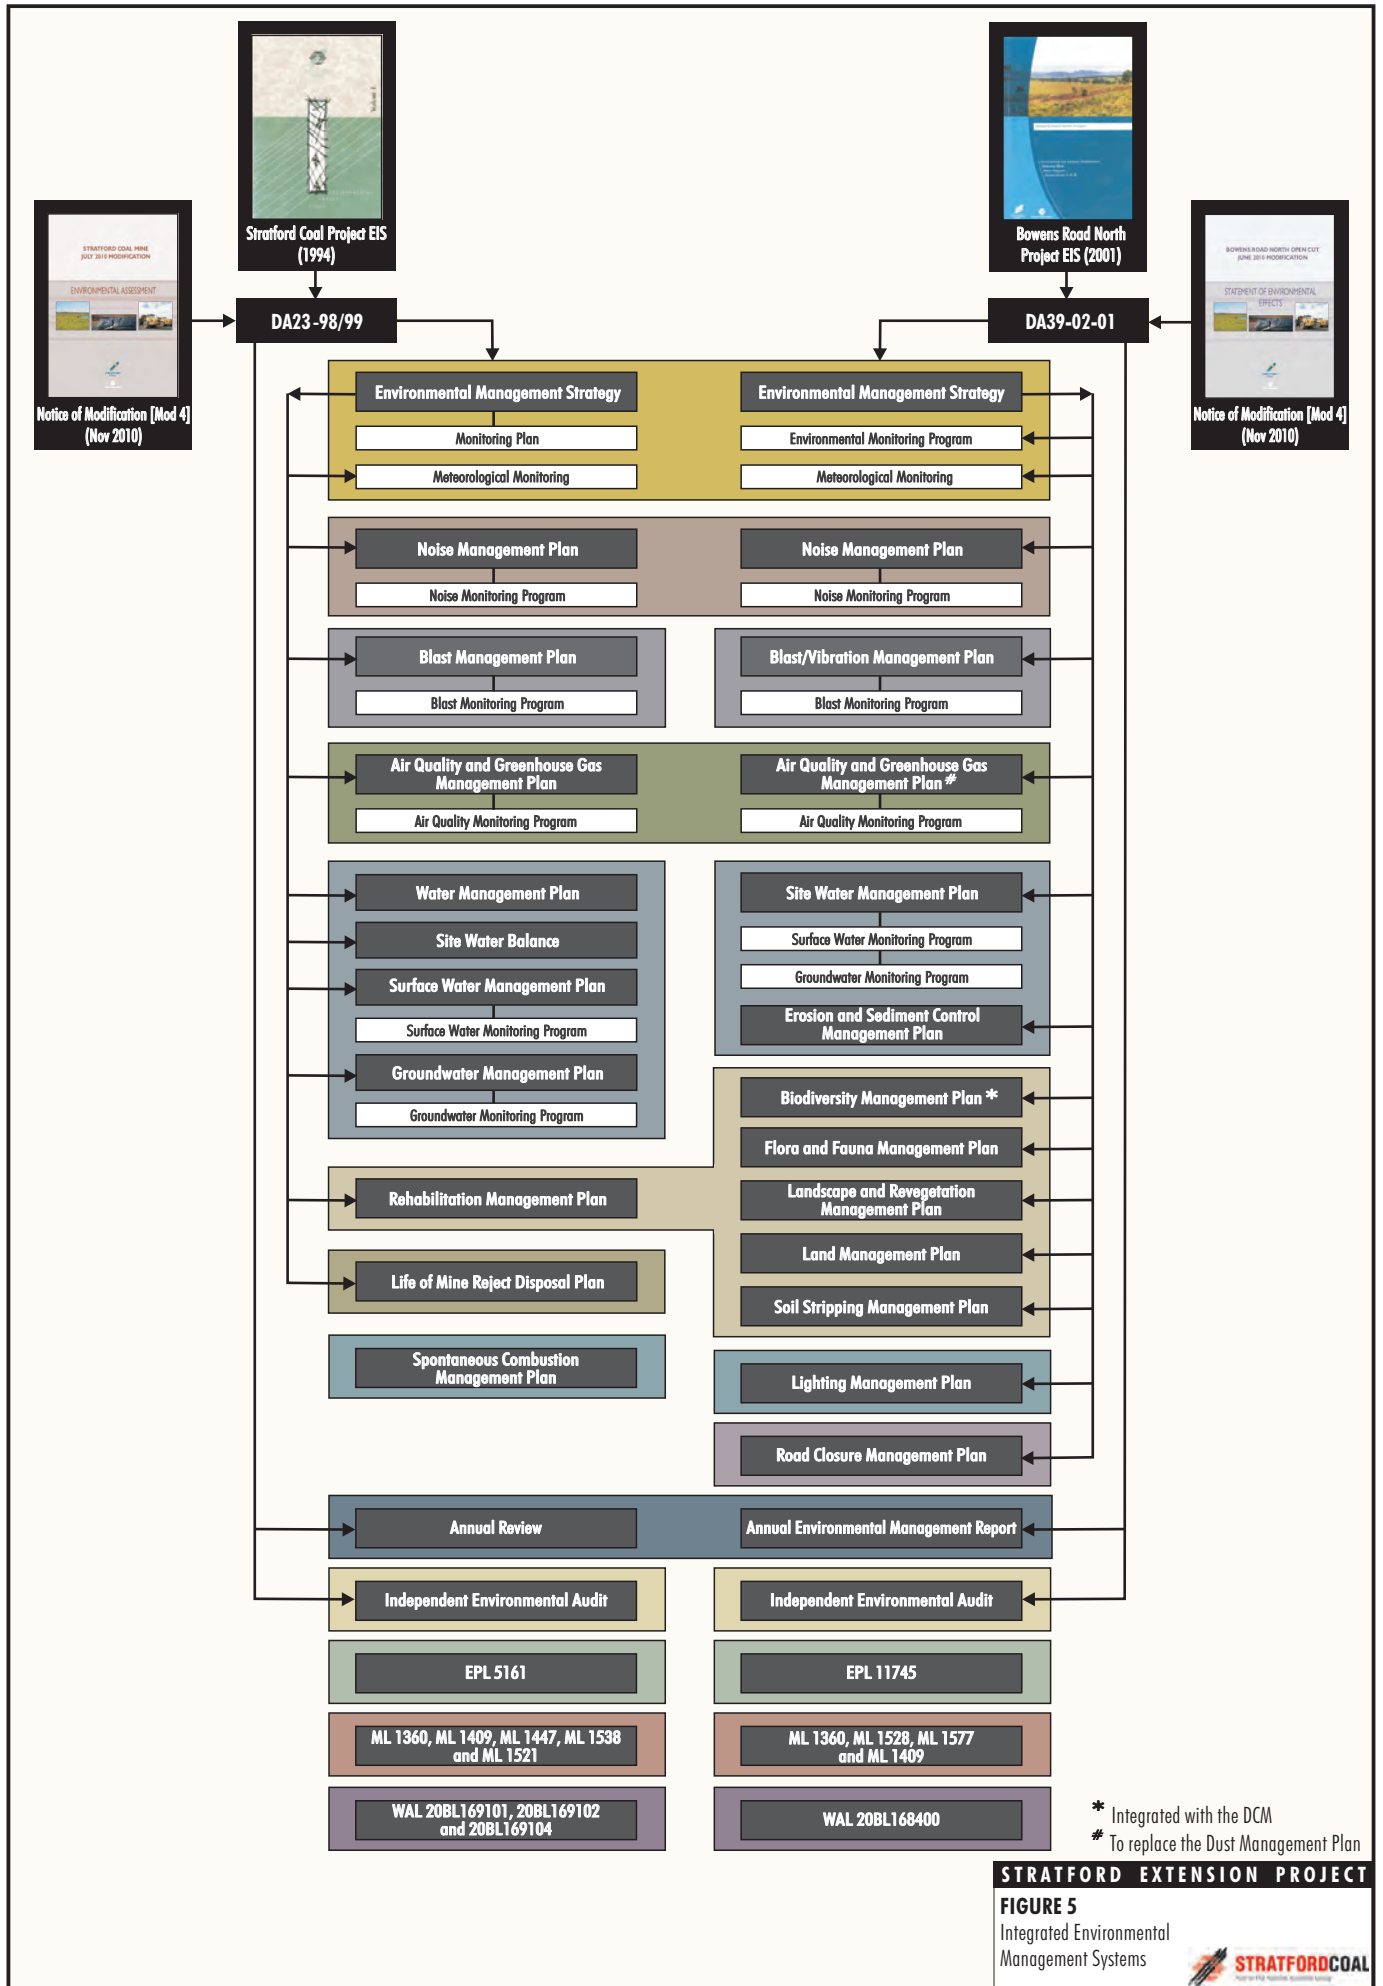 Volume 1
Stratford Coal Project EIS
(1994)
Bowens Road North
Project EIS (2001)
STRATFORD COAL MINE
JULY 2010 MODIFICATION
ENVIRONMENTAL ASSESSMENT
Notice of Modification [Mod 4]
(Nov 2010)
BOWENS ROAD NORTH OPEN CUT
JUNE 2010 MODIFICATION
STATEMENT OF ENVIRONMENTAL
EFFECTS
Notice of Modification [Mod 4]
(Nov 2010)
DA23-98/99
DA39-02-01
Environmental Management Strategy
Monitoring Plan
Meteorological Monitoring
Environmental Management Strategy
Environmental Monitoring Program
Meteorological Monitoring
Noise Management Plan
Noise Monitoring Program
Noise Management Plan
Noise Monitoring Program
Blast Management Plan
Blast Monitoring Program
Blast/Vibration Management Plan
Blast Monitoring Program
Air Quality and Greenhouse Gas
Management Plan
Air Quality Monitoring Program
Air Quality and Greenhouse Gas
Management Plan #
Air Quality Monitoring Program
Water Management Plan
Site Water Balance
Surface Water Management Plan
Surface Water Monitoring Program
Groundwater Management Plan
Groundwater Monitoring Program
Site Water Management Plan
Surface Water Monitoring Program
Groundwater Monitoring Program
Erosion and Sediment Control
Management Plan
Rehabilitation Management Plan
Biodiversity Management Plan *
Flora and Fauna Management Plan
Landscape and Revegetation
Management Plan
Land Management Plan
Soil Stripping Management Plan
Life of Mine Reject Disposal Plan
Spontaneous Combustion
Management Plan
Lighting Management Plan
Road Closure Management Plan
Annual Review
Annual Environmental Management Report
Independent Environmental Audit
Independent Environmental Audit
EPL 5161
EPL 11745
ML 1360, ML 1409, ML 1447, ML 1538
and ML 1521
ML 1360, ML 1528, ML 1577
and ML 1409
WAL 20BL169101, 20BL169102
and 20BL169104
WAL 20BL168400
* Integrated with the DCM
# To replace the Dust Management Plan
STRATFORD EXTENSION PROJECT
FIGURE 5
Integrated Environmental
Management Systems
STRATFORDCOAL